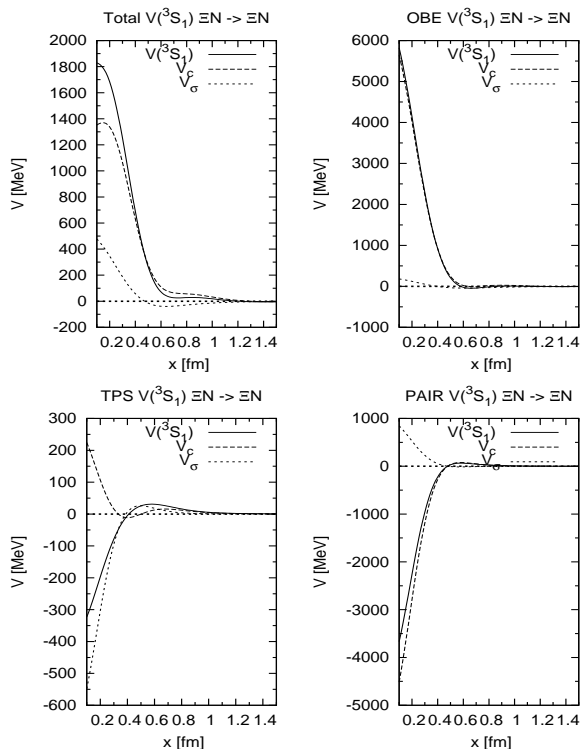 Total V(³S₁) ΞN -> ΞN
V [MeV]
2000
1800
1600
1400
1200
1000
800
600
400
200
0
-200
V(³S₁)
V_c
V_σ
0.2 0.4 0.6 0.8 1 1.2 1.4
x [fm]
OBE V(³S₁) ΞN -> ΞN
V [MeV]
6000
5000
4000
3000
2000
1000
0
-1000
V(³S₁)
V_c
V_σ
0.2 0.4 0.6 0.8 1 1.2 1.4
x [fm]
TPS V(³S₁) ΞN -> ΞN
V [MeV]
300
200
100
0
-100
-200
-300
-400
-500
-600
V(³S₁)
V_c
V_σ
0.2 0.4 0.6 0.8 1 1.2 1.4
x [fm]
PAIR V(³S₁) ΞN -> ΞN
V [MeV]
1000
0
-1000
-2000
-3000
-4000
-5000
V(³S₁)
V_c
V_σ
0.2 0.4 0.6 0.8 1 1.2 1.4
x [fm]